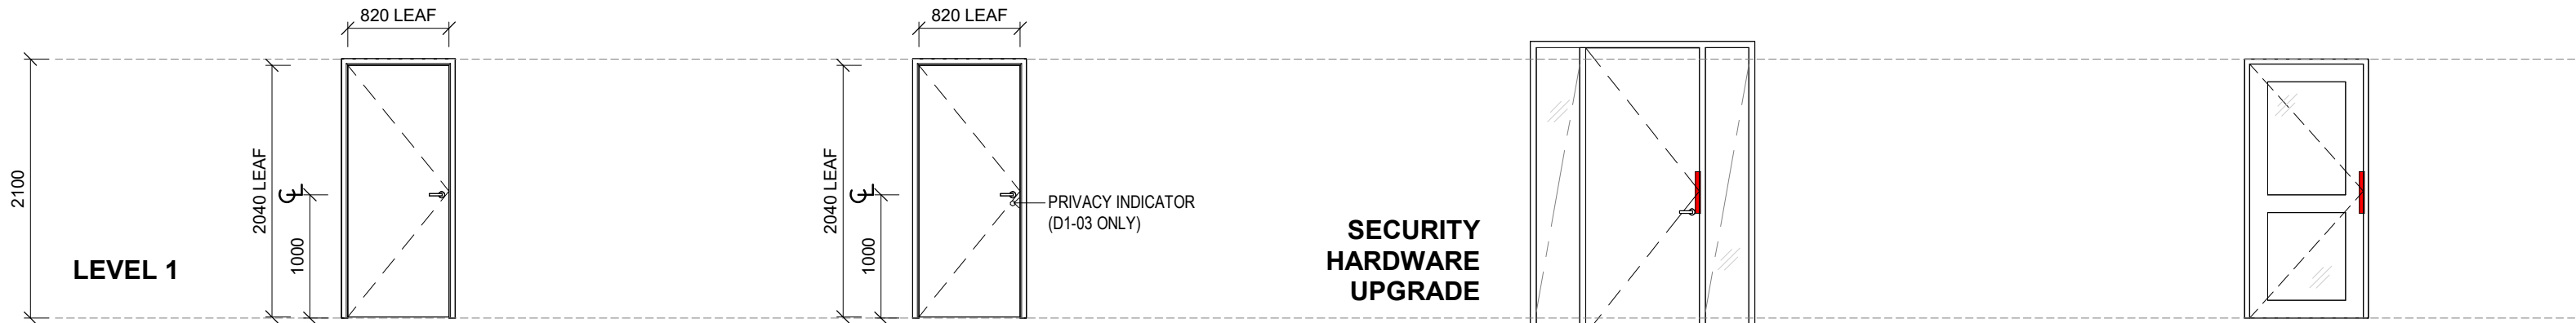 820 LEAF
820 LEAF
2100
2040 LEAF
℄
1000
2040 LEAF
℄
1000
PRIVACY INDICATOR
(D1-03 ONLY)
LEVEL 1
SECURITY
HARDWARE
UPGRADE